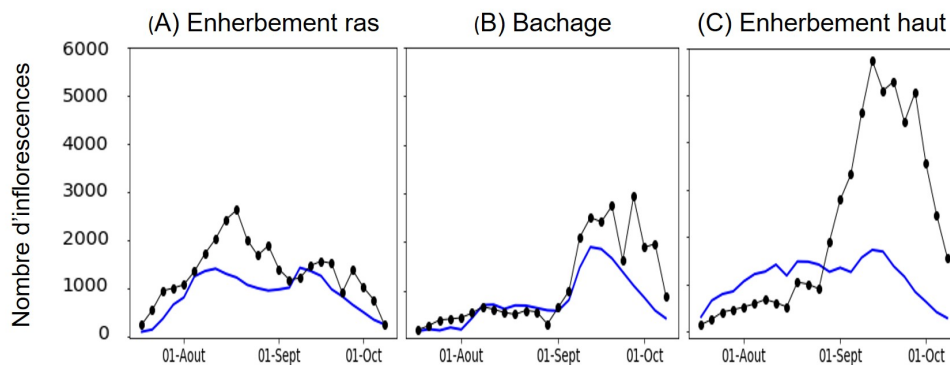 (A) Enherbement ras
(B) Bachage
(C) Enherbement haut
Nombre d'inflorescences
6000
5000
4000
3000
2000
1000
0
01-Aout
01-Sept
01-Oct
01-Aout
01-Sept
01-Oct
01-Aout
01-Sept
01-Oct